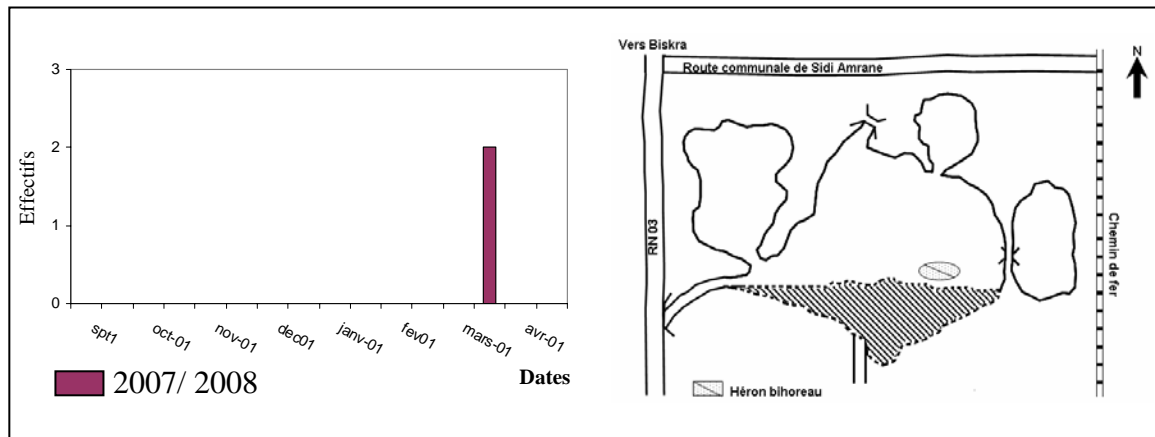 3
2
1
0
Effectifs
spt1
oct-01
nov-01
dec01
janv-01
fev01
mars-01
avr-01
2007/ 2008
Dates
Vers Biskra
Route communale de Sidi Amrane
N
RN 03
Chemin de fer
Héron bihoreau